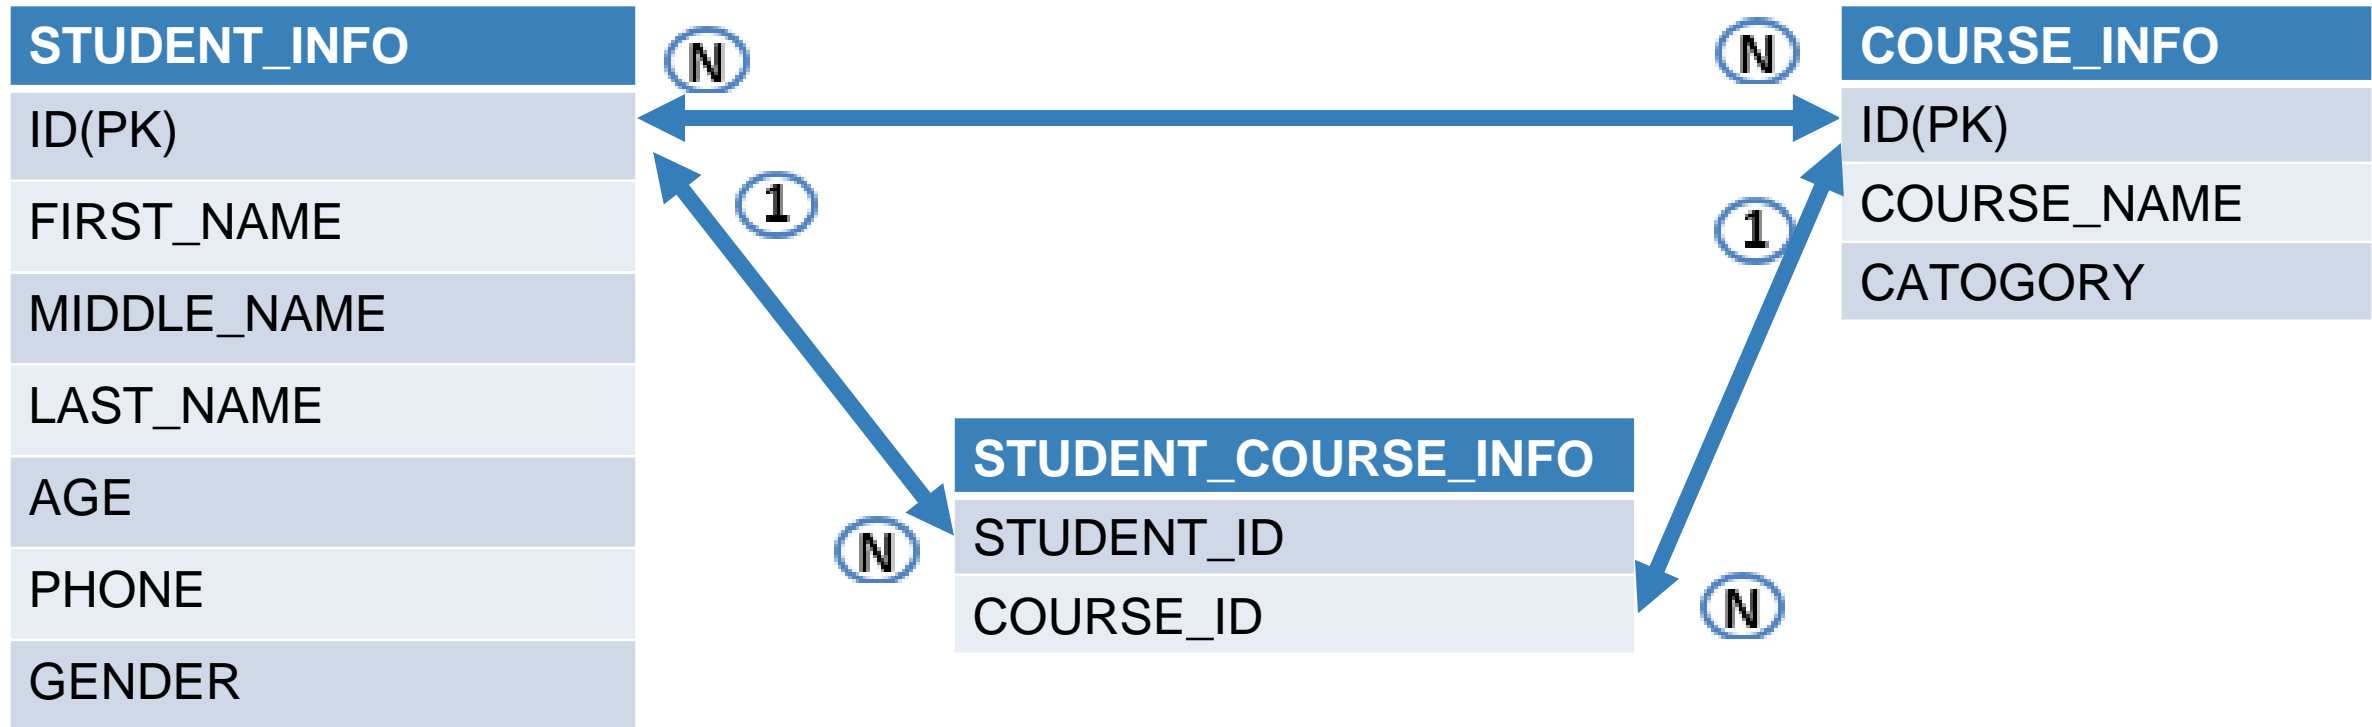 STUDENT_INFO
ID(PK)
FIRST_NAME
MIDDLE_NAME
LAST_NAME
AGE
PHONE
GENDER
N
N
1
1
N
N
STUDENT_COURSE_INFO
STUDENT_ID
COURSE_ID
COURSE_INFO
ID(PK)
COURSE_NAME
CATOGORY